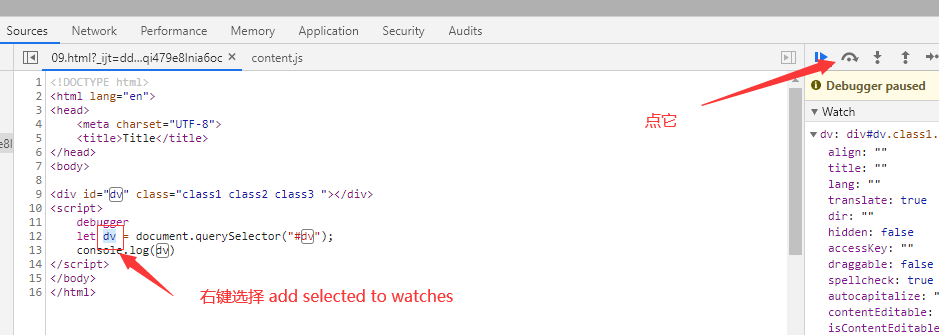 Sources Network Performance Memory Application Security Audits
09.html?_ijt=dd...qi479e8lnia6oc × content.js
1 <!DOCTYPE html>
2 <html lang="en">
3 <head>
4 <meta charset="UTF-8">
5 <title>Title</title>
6 </head>
7 <body>
8
9 <div id="dv" class="class1 class2 class3 "></div>
10 <script>
11 debugger
12 let dv = document.querySelector("#dv");
13 console.log(dv)
14 </script>
15 </body>
16 </html>
点它
右键选择 add selected to watches
Debugger paused
Watch
dv: div#dv.class1.
align: ""
title: ""
lang: ""
translate: true
dir: ""
hidden: false
accessKey: ""
draggable: false
spellcheck: true
autocapitalize: "
contentEditable:
isContentEditable